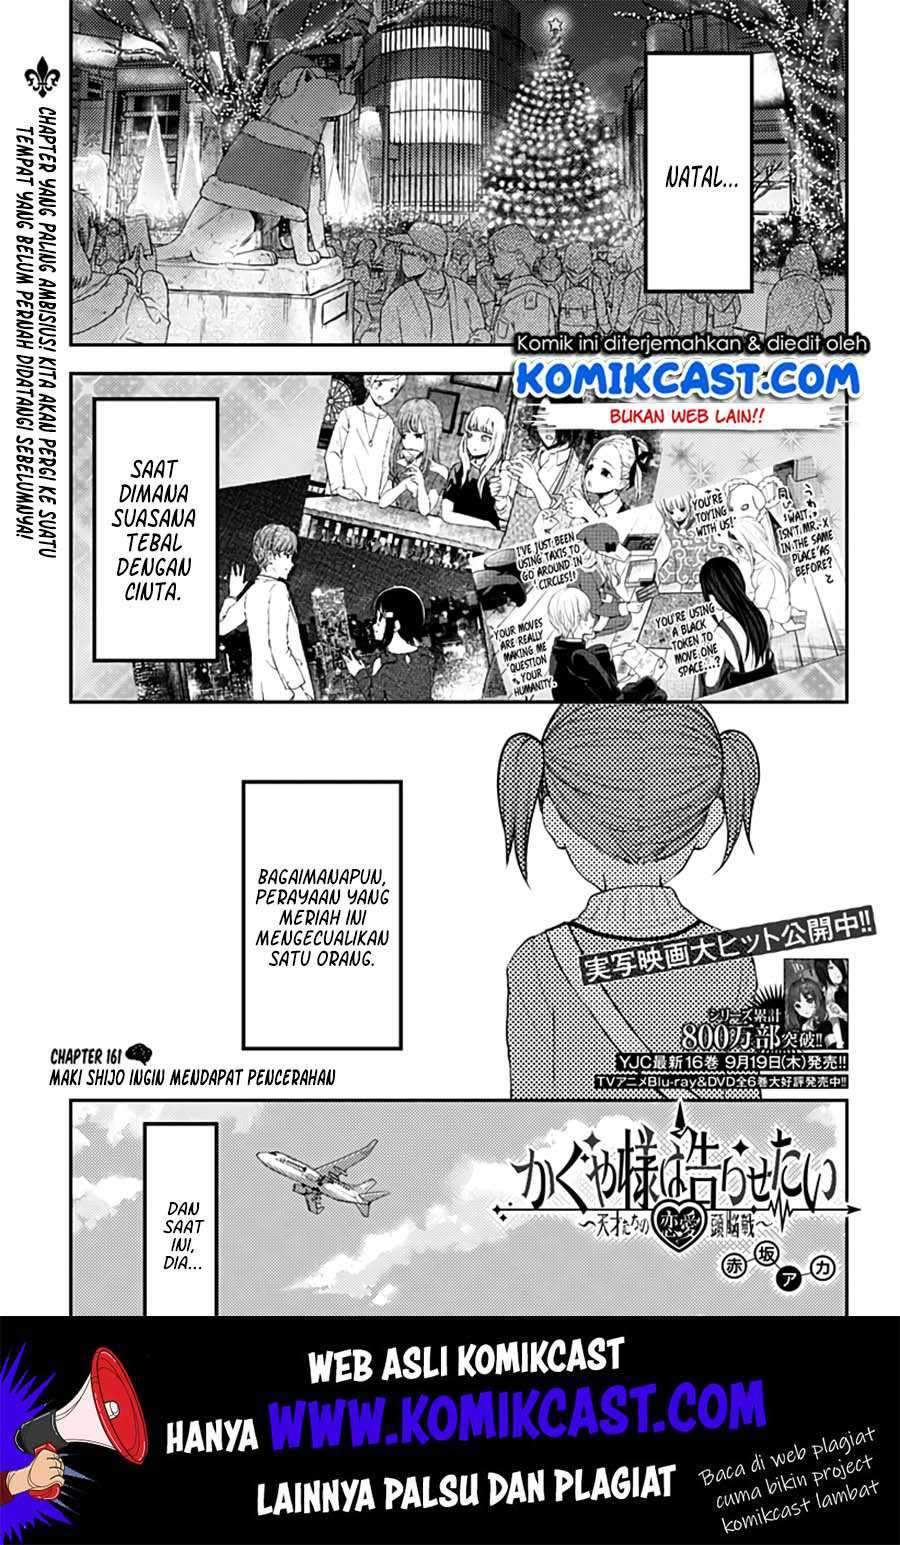 CHAPTER YANG PALING AMBISIUS! KITA AKAN PERGI KE SUATU
TEMPAT YANG BELUM PERNAH DIDATANGI SEBELUMNYA!
NATAL...
Komik ini diterjemahkan & diedit oleh
KOMIKCAST.COM
BUKAN WEB LAIN!!
SAAT
DIMANA
SUASANA
TEBAL
DENGAN
CINTA.
I'VE JUST BEEN
USING TAXIS TO
GO AROUND IN
CIRCLES!!
YOU'RE
TOYING
WITH US!
WAIT,
ISN'T MR. X
IN THE SAME
PLACE AS
BEFORE?
YOUR MOVES
ARE REALLY
MAKING ME
QUESTION
YOUR
HUMANITY.
YOU'RE USING
A BLACK
TOKEN TO
MOVE ONE
SPACE...?
BAGAIMANAPUN,
PERAYAAN YANG
MERIAH INI
MENGECUALIKAN
SATU ORANG.
実写映画大ヒット公開中!!
シリーズ累計
800万部突破!!
YJC最新16巻 9月19日(木)発売!!
TVアニメBlu-ray&DVD全6巻大好評発売中!!
CHAPTER 161
MAKI SHIJO INGIN MENDAPAT PENCERAHAN
DAN
SAAT
INI,
DIA...
かぐや様は告らせたい
～天才たちの恋愛頭脳戦～
赤坂アカ
WEB ASLI KOMIKCAST
HANYA WWW.KOMIKCAST.COM
LAINNYA PALSU DAN PLAGIAT
Baca di web plagiat
cuma bikin project
komikcast lambat